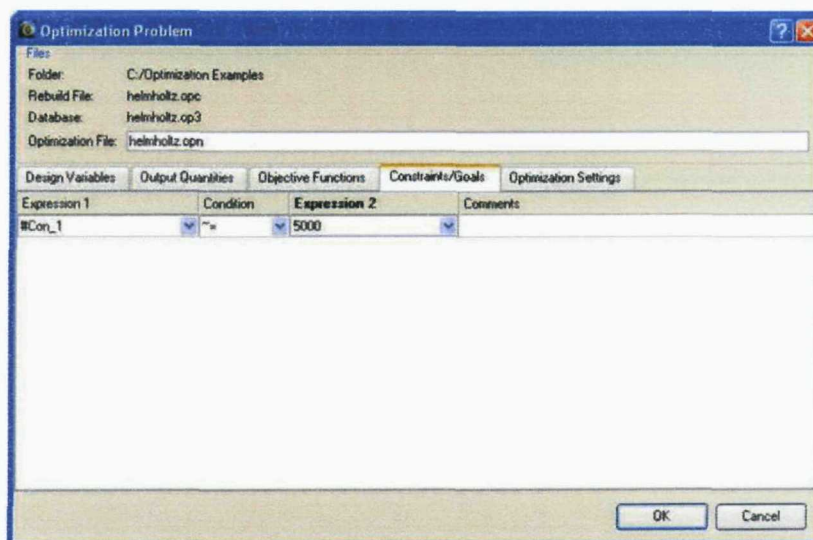 Optimization Problem
Files
Folder: C:/Optimization Examples
Rebuild File: helmholtz.opc
Database: helmholtz.op3
Optimization File: helmholtz.opn
Design Variables Output Quantities Objective Functions Constraints/Goals Optimization Settings
Expression 1 Condition Expression 2 Comments
#Con_1 ~= 5000
OK Cancel